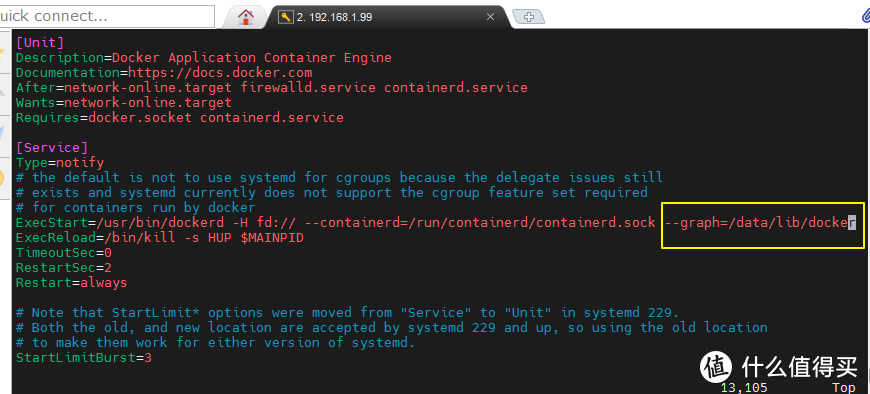 uick connect...
2. 192.168.1.99
[Unit]
Description=Docker Application Container Engine
Documentation=https://docs.docker.com
After=network-online.target firewalld.service containerd.service
Wants=network-online.target
Requires=docker.socket containerd.service
[Service]
Type=notify
# the default is not to use systemd for cgroups because the delegate issues still
# exists and systemd currently does not support the cgroup feature set required
# for containers run by docker
ExecStart=/usr/bin/dockerd -H fd:// --containerd=/run/containerd/containerd.sock --graph=/data/lib/docker
ExecReload=/bin/kill -s HUP $MAINPID
TimeoutSec=0
RestartSec=2
Restart=always
# Note that StartLimit* options were moved from "Service" to "Unit" in systemd 229.
# Both the old, and new location are accepted by systemd 229 and up, so using the old location
# to make them work for either version of systemd.
StartLimitBurst=3
值 什么值得买
13,105 Top